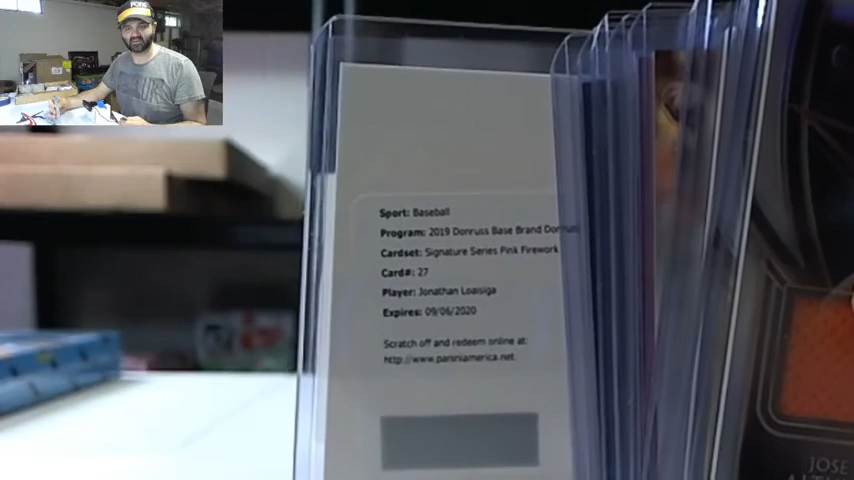 PONS
Sport: Baseball
Program: 2019 Donruss Base Brand Donruss
Cardset: Signature Series Pink Firework
Card#: 27
Player: Jonathan Loaisiga
Expires: 09/06/2020
Scratch off and redeem online at:
http://www.paniniamerica.net.
JOSE